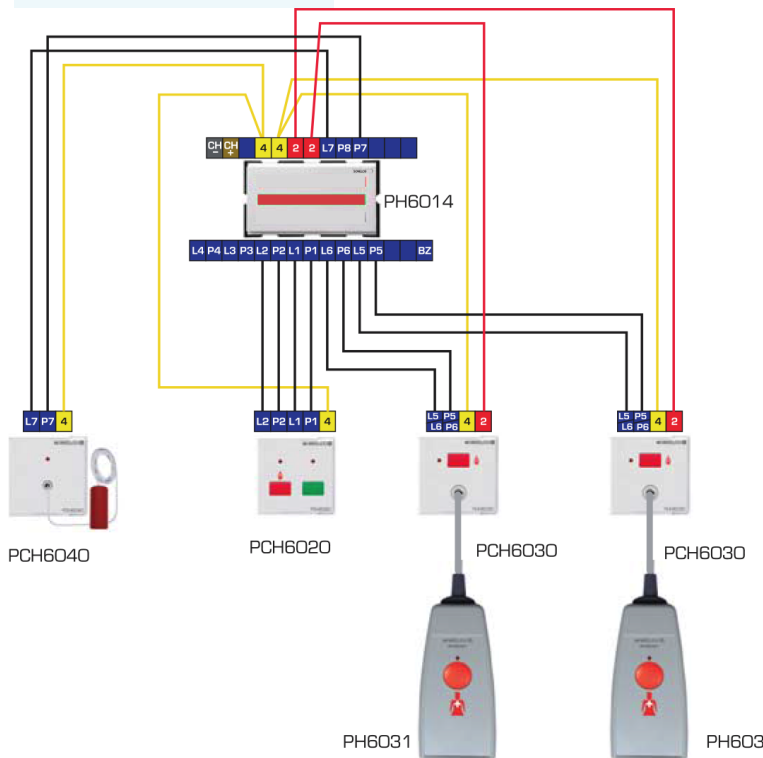 CH - CH + 4 4 2 2 L7 P8 P7
PH6014
L4 P4 L3 P3 L2 P2 L1 P1 L6 P6 L5 P5 BZ
L7 P7 4
L2 P2 L1 P1 4
L5 P5 4 2
L6 P6
L5 P5 4 2
L6 P6
PCH6040
PCH6020
PCH6030
PCH6030
PH6031
PH603